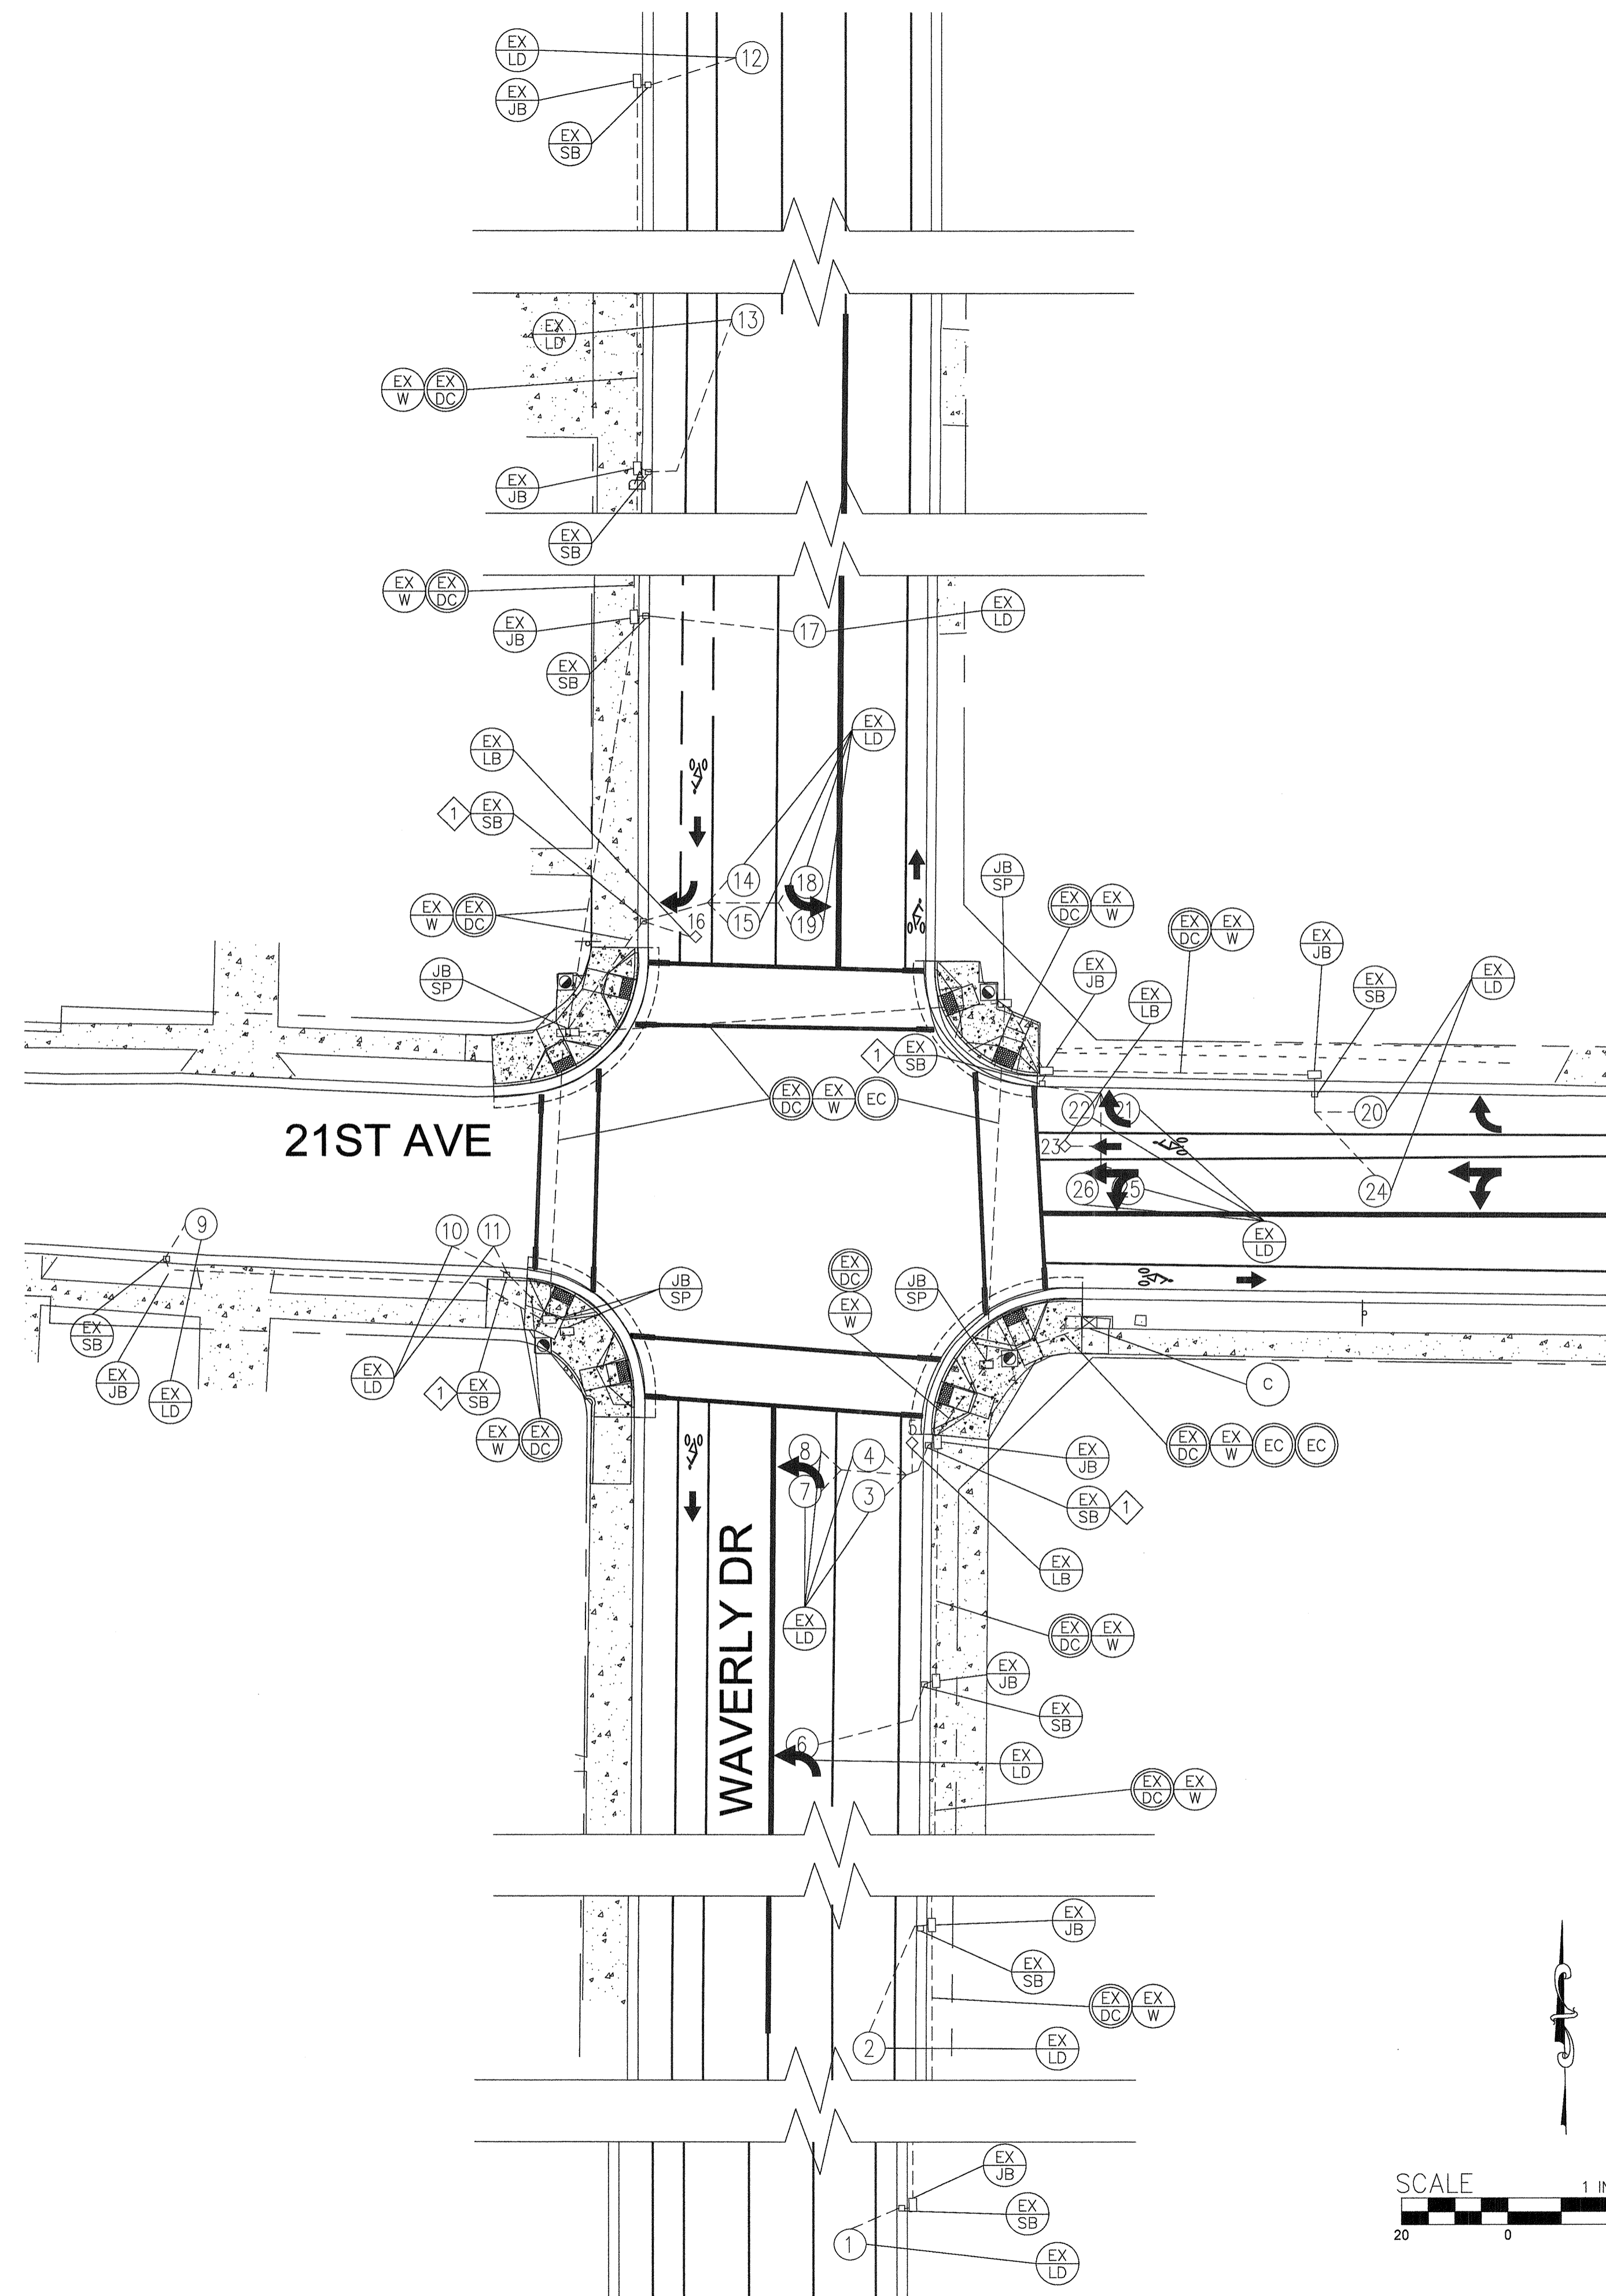 EX
LD
12
EX
JB
EX
SB
13
EX
LD
EX
W
EX
DC
EX
JB
EX
SB
EX
W
EX
DC
EX
JB
17
EX
LD
EX
SB
EX
LD
EX
LB
1
EX
SB
14
18
16
15
19
EX
W
EX
DC
JB
SP
EX
DC
EX
W
EX
DC
EX
W
EX
JB
EX
JB
EX
SB
EX
LD
EX
LB
JB
SP
1
EX
SB
EX
DC
EX
W
EC
22
21
20
21ST AVE
23
26
25
24
EX
LD
9
10
11
EX
DC
EX
W
JB
SP
JB
SP
EX
SB
EX
JB
EX
LD
EX
LD
1
EX
SB
C
EX
W
EX
DC
5
8
4
7
3
EX
DC
EX
W
EC
EC
EX
JB
EX
SB
1
EX
LB
EX
LD
EX
DC
EX
W
WAVERLY DR
EX
JB
EX
SB
6
EX
LD
EX
DC
EX
W
EX
JB
EX
SB
EX
DC
EX
W
2
EX
LD
EX
JB
EX
SB
1
EX
LD
SCALE
1 IN
20
0